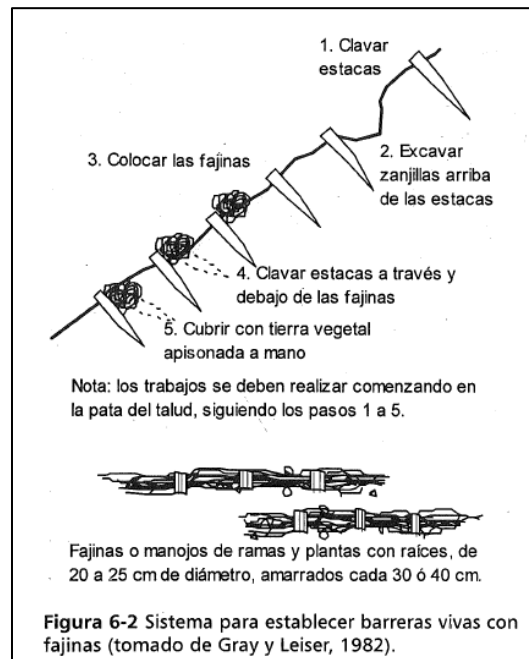 1. Clavar
estacas
2. Excavar
zanjillas arriba
de las estacas
3. Colocar las fajinas
4. Clavar estacas a través y
debajo de las fajinas
5. Cubrir con tierra vegetal
apisonada a mano
Nota: los trabajos se deben realizar comenzando en
la pata del talud, siguiendo los pasos 1 a 5.
Fajinas o manojos de ramas y plantas con raíces, de
20 a 25 cm de diámetro, amarrados cada 30 ó 40 cm.
Figura 6-2 Sistema para establecer barreras vivas con
fajinas (tomado de Gray y Leiser, 1982).